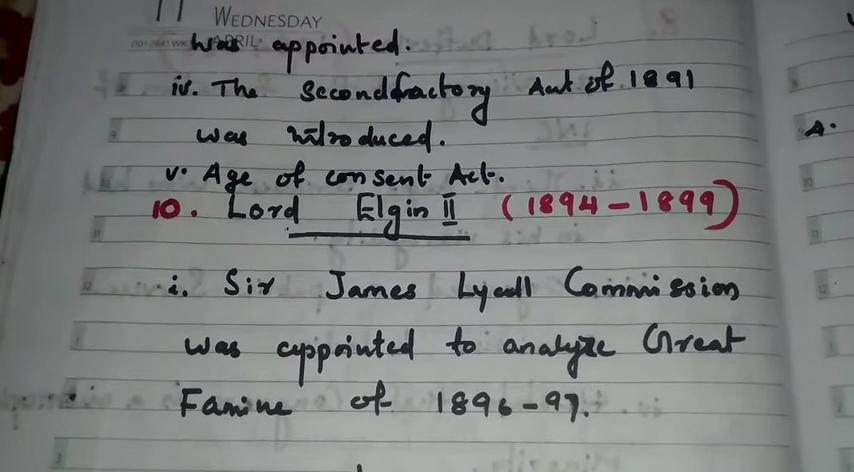 11 WEDNESDAY
APRIL
was appointed.
iv. The Second factory Act of 1891
was introduced.
v. Age of consent Act.
10. Lord Elgin II (1894-1899)
i. Sir James Lyall Commission
was appointed to analyze Great
Famine of 1896-97.
A.